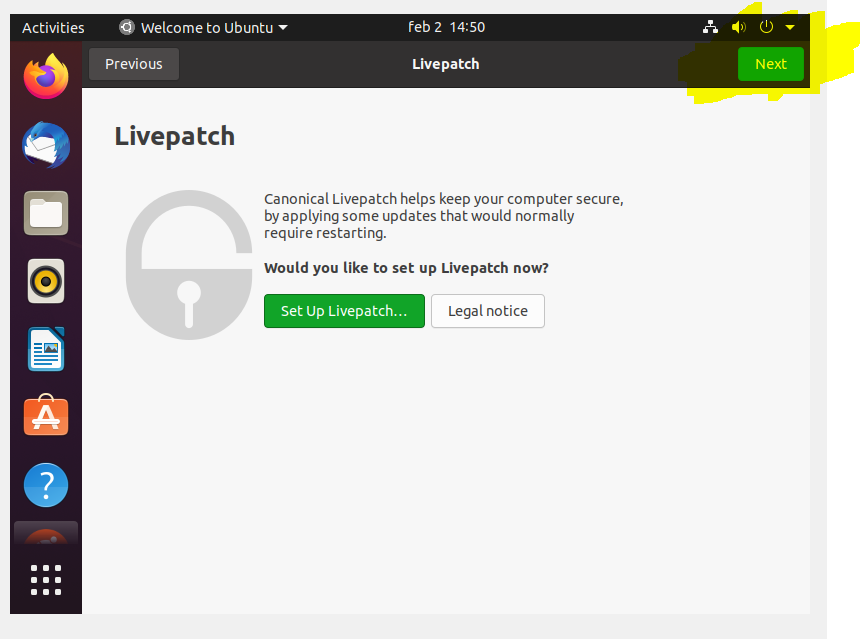 Activities
Welcome to Ubuntu
feb 2 14:50
Previous
Livepatch
Next
Livepatch
Canonical Livepatch helps keep your computer secure,
by applying some updates that would normally
require restarting.
Would you like to set up Livepatch now?
Set Up Livepatch...
Legal notice